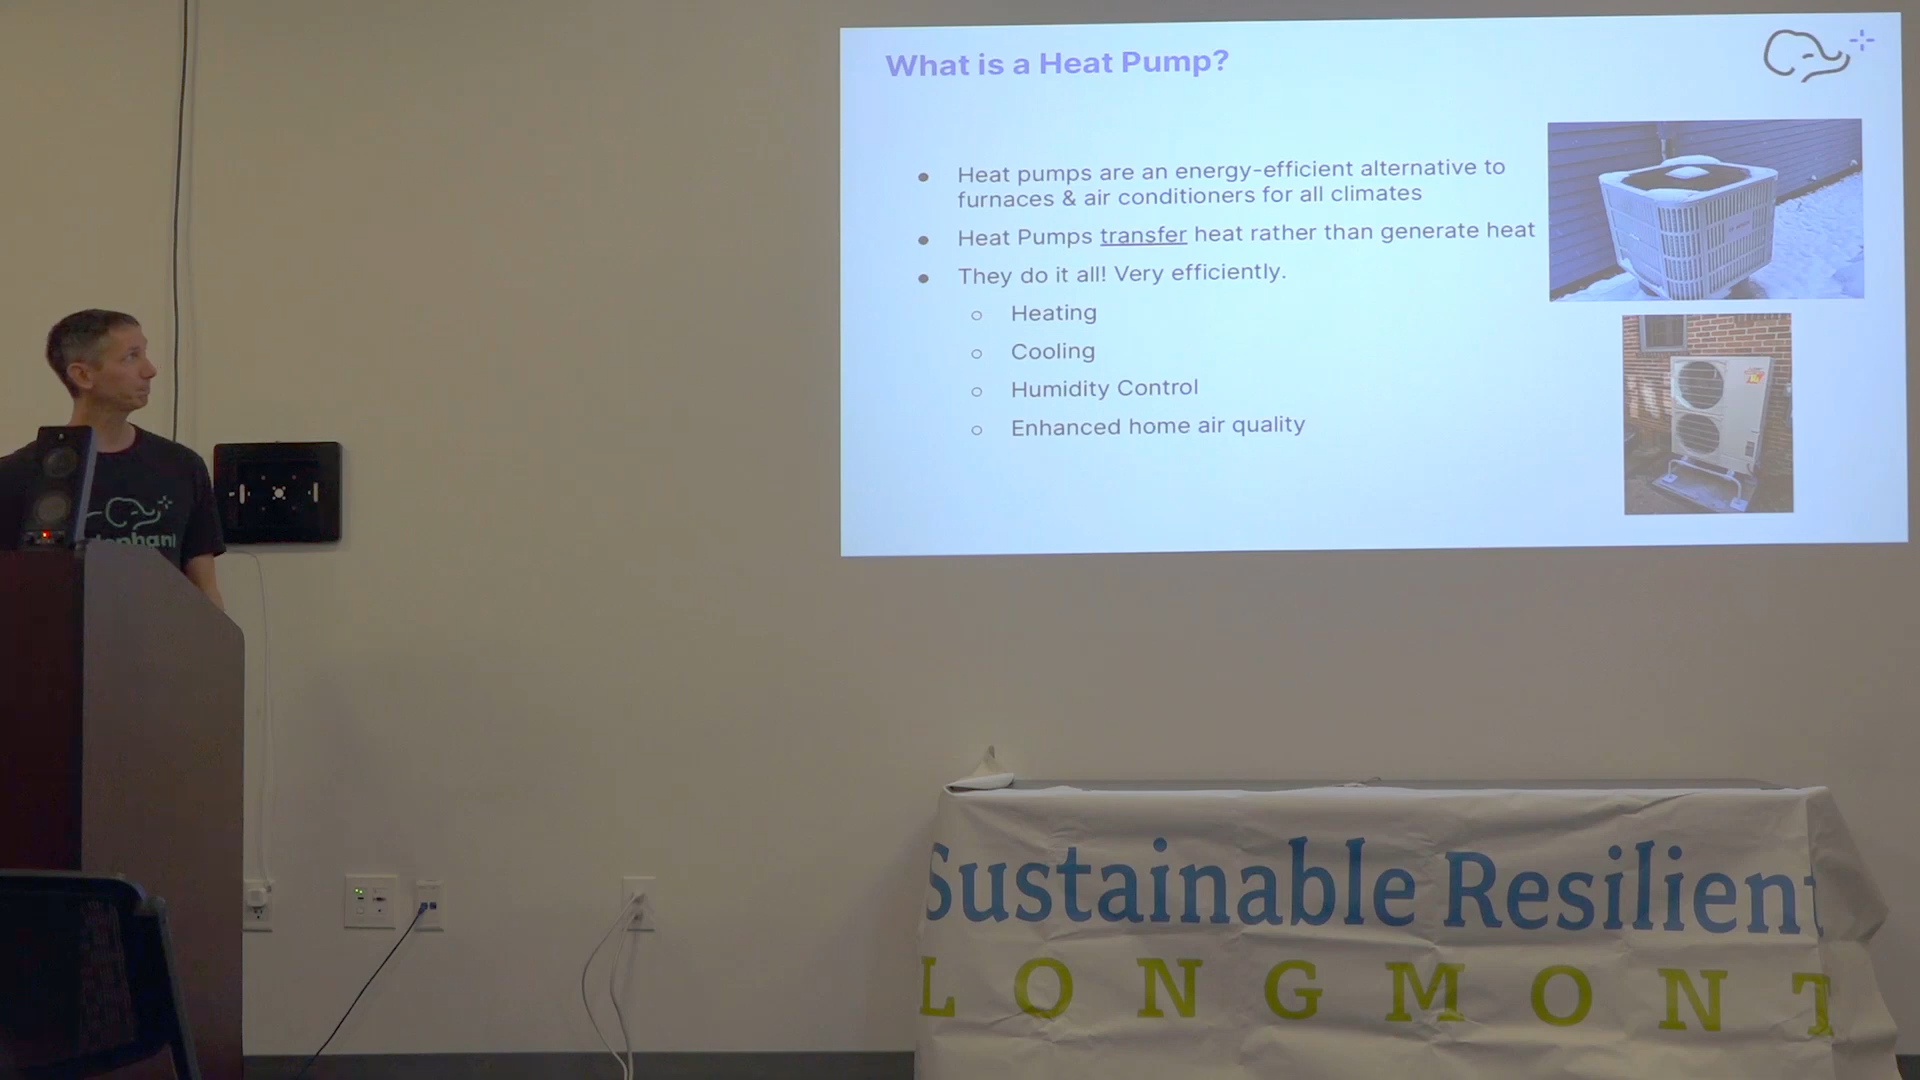 What is a Heat Pump?
Heat pumps are an energy-efficient alternative to
furnaces & air conditioners for all climates
Heat Pumps transfer heat rather than generate heat
They do it all! Very efficiently.
Heating
Cooling
Humidity Control
Enhanced home air quality
Sustainable Resilient
LONGMONT